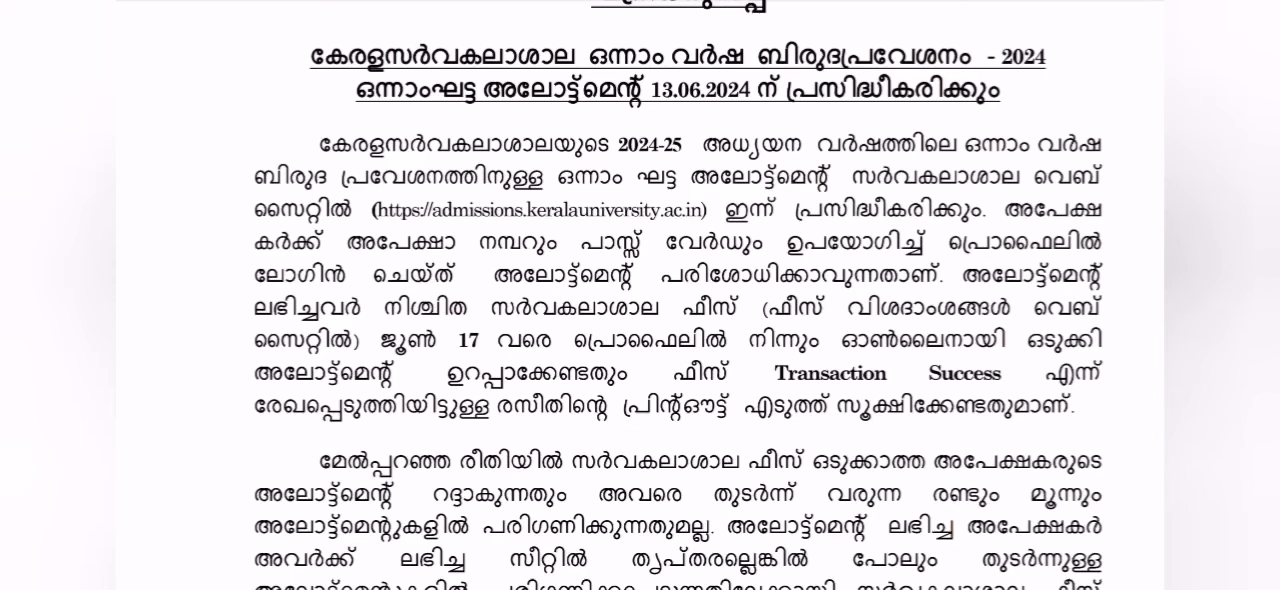 കേരളസർവകലാശാല ഒന്നാം വർഷ ബിരുദപ്രവേശനം - 2024
ഒന്നാംഘട്ട അലോട്ട്മെന്റ് 13.06.2024 ന് പ്രസിദ്ധീകരിക്കും
കേരളസർവകലാശാലയുടെ 2024-25 അധ്യയന വർഷത്തിലെ ഒന്നാം വർഷ
ബിരുദ പ്രവേശനത്തിനുള്ള ഒന്നാം ഘട്ട അലോട്ട്മെന്റ് സർവകലാശാല വെബ്
സൈറ്റിൽ (https://admissions.keralauniversity.ac.in) ഇന്ന് പ്രസിദ്ധീകരിക്കും. അപേക്ഷ
കർക്ക് അപേക്ഷാ നമ്പറും പാസ്സ് വേർഡും ഉപയോഗിച്ച് പ്രൊഫൈലിൽ
ലോഗിൻ ചെയ്ത് അലോട്ട്മെന്റ് പരിശോധിക്കാവുന്നതാണ്. അലോട്ട്മെന്റ്
ലഭിച്ചവർ നിശ്ചിത സർവകലാശാല ഫീസ് (ഫീസ് വിശദാംശങ്ങൾ വെബ്
സൈറ്റിൽ) ജൂൺ 17 വരെ പ്രൊഫൈലിൽ നിന്നും ഓൺലൈനായി ഒടുക്കി
അലോട്ട്മെന്റ് ഉറപ്പാക്കേണ്ടതും ഫീസ് Transaction Success എന്ന്
രേഖപ്പെടുത്തിയിട്ടുള്ള രസീതിന്റെ പ്രിന്റ്ഔട്ട് എടുത്ത് സൂക്ഷിക്കേണ്ടതുമാണ്.
മേൽപ്പറഞ്ഞ രീതിയിൽ സർവകലാശാല ഫീസ് ഒടുക്കാത്ത അപേക്ഷകരുടെ
അലോട്ട്മെന്റ് റദ്ദാകുന്നതും അവരെ തുടർന്ന് വരുന്ന രണ്ടും മൂന്നും
അലോട്ട്മെന്റുകളിൽ പരിഗണിക്കുന്നതുമല്ല. അലോട്ട്മെന്റ് ലഭിച്ച അപേക്ഷകർ
അവർക്ക് ലഭിച്ച സീറ്റിൽ തൃപ്തരല്ലെങ്കിൽ പോലും തുടർന്നുള്ള